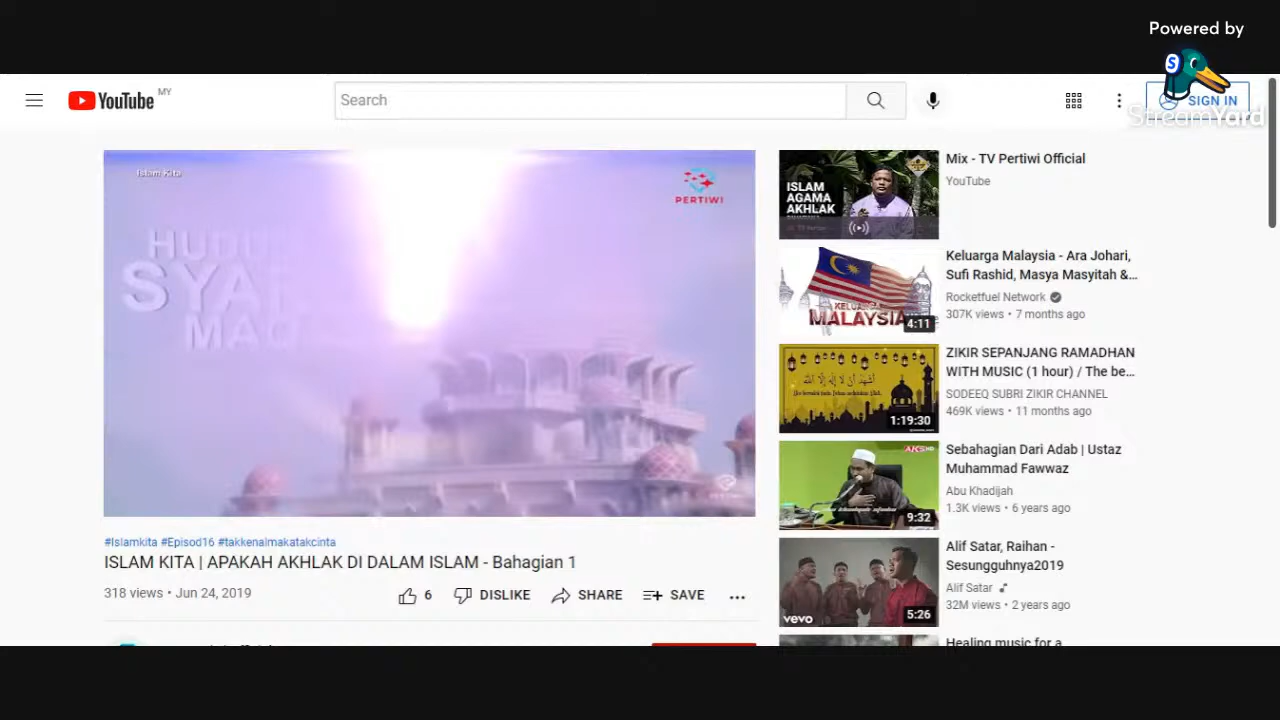 Powered by
StreamYard
YouTube MY
Search
SIGN IN
Islam Kita
PERTIWI
HUDU
SYA
MAQ
#Islamkita #Episod16 #takkenalmakatakcinta
ISLAM KITA | APAKAH AKHLAK DI DALAM ISLAM - Bahagian 1
318 views • Jun 24, 2019
6
DISLIKE
SHARE
SAVE
ISLAM
AGAMA
AKHLAK
Mix - TV Pertiwi Official
YouTube
KELUARGA
MALAYSIA
4:11
Keluarga Malaysia - Ara Johari,
Sufi Rashid, Masya Masyitah &...
Rocketfuel Network
307K views • 7 months ago
1:19:30
ZIKIR SEPANJANG RAMADHAN
WITH MUSIC (1 hour) / The be...
SODEEQ SUBRI ZIKIR CHANNEL
469K views • 11 months ago
9:32
Sebahagian Dari Adab | Ustaz
Muhammad Fawwaz
Abu Khadijah
1.3K views • 6 years ago
vevo
5:26
Alif Satar, Raihan -
Sesungguhnya2019
Alif Satar
32M views • 2 years ago
Healing music for a